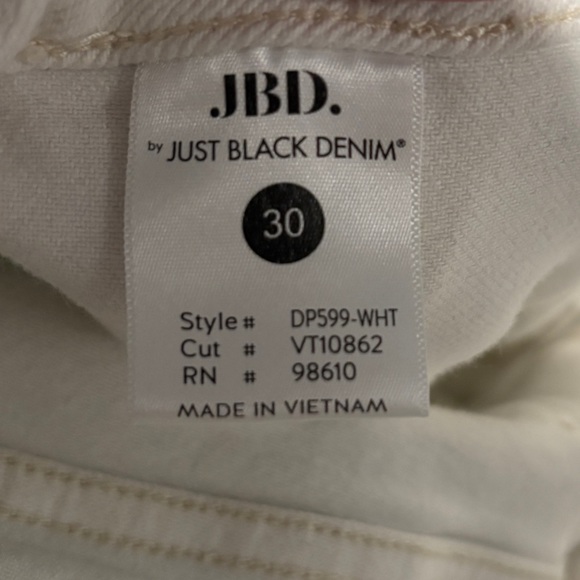 JBD.
by JUST BLACK DENIM®
30
Style# DP599-WHT
Cut # VT10862
RN # 98610
MADE IN VIETNAM